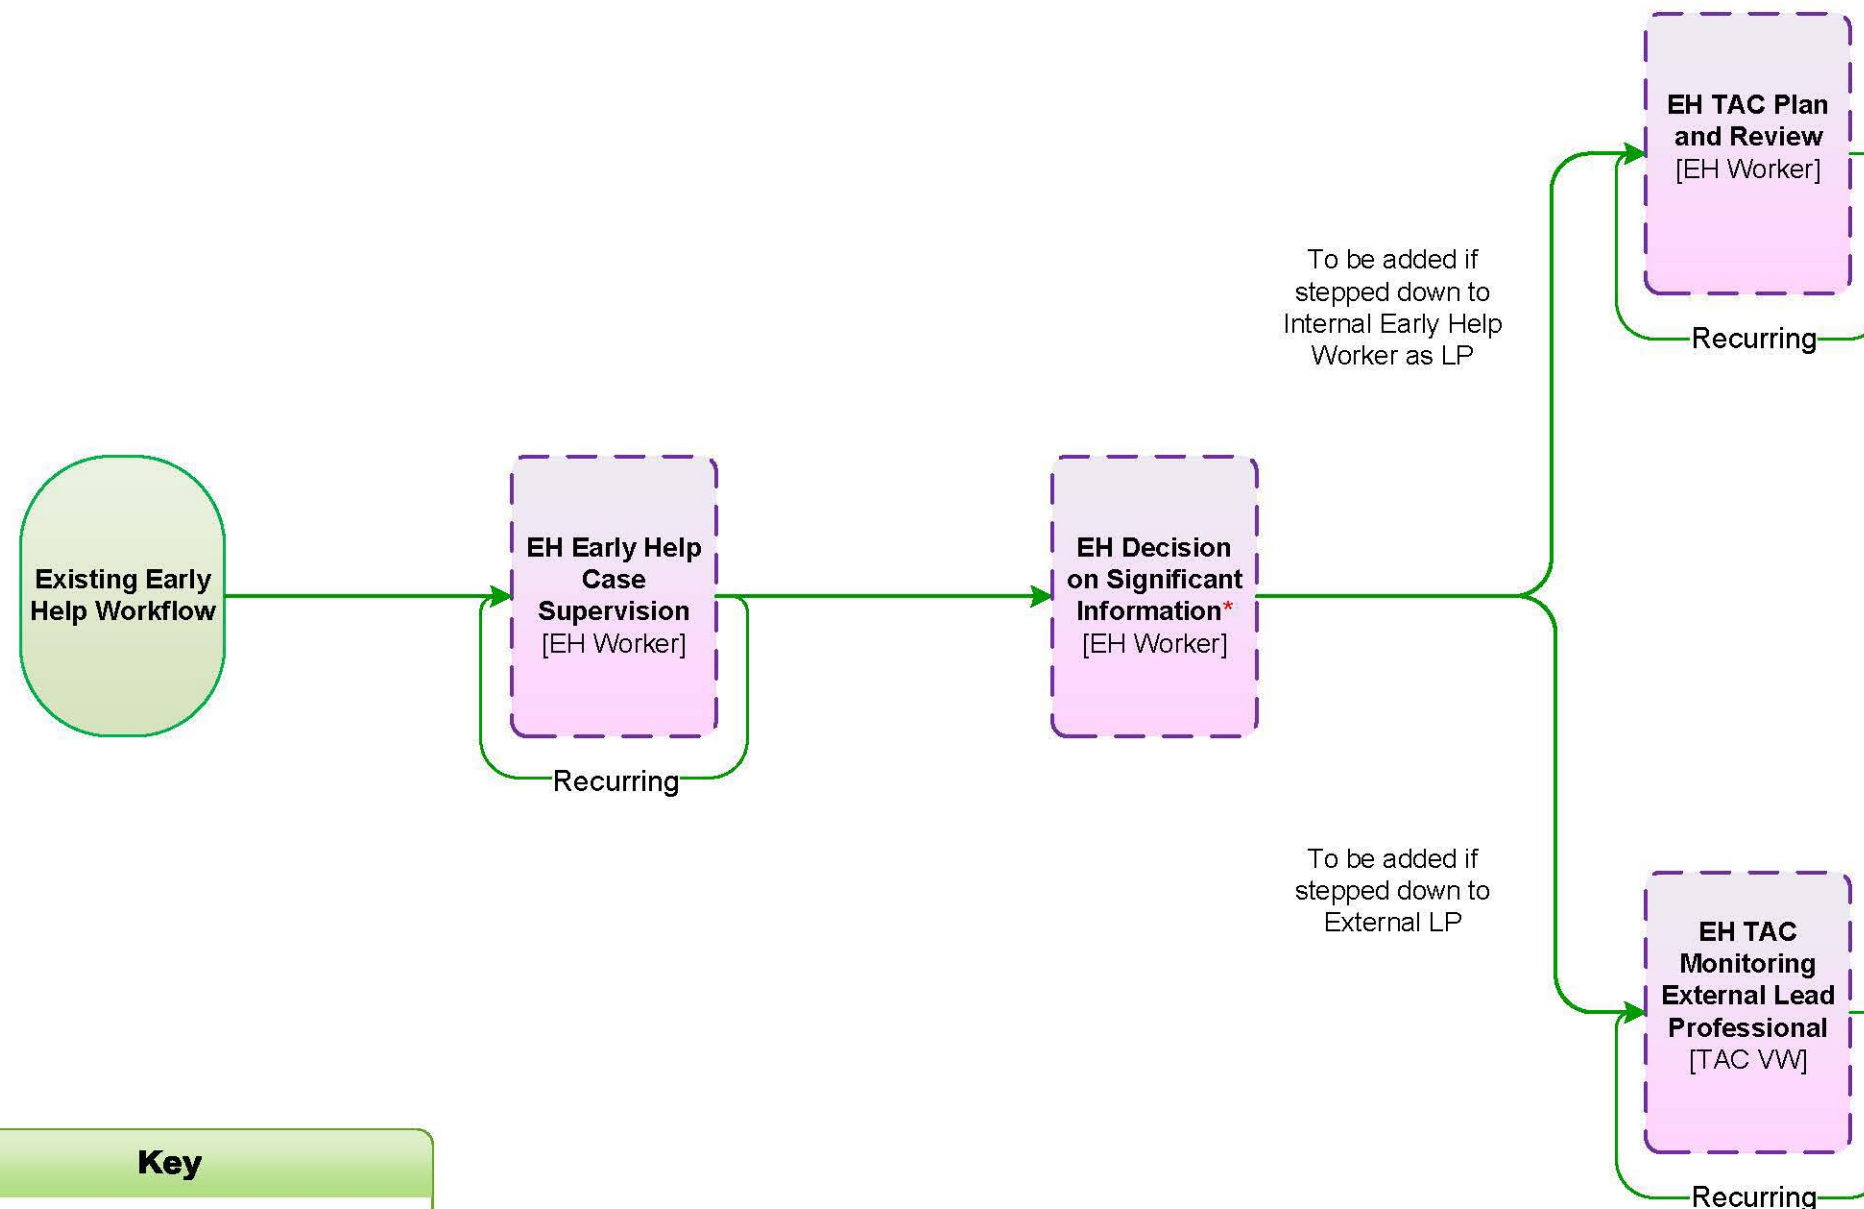 EH TAC Plan
and Review
[EH Worker]
Recurring
To be added if
stepped down to
Internal Early Help
Worker as LP
Existing Early
Help Workflow
EH Early Help
Case
Supervision
[EH Worker]
Recurring
EH Decision
on Significant
Information*
[EH Worker]
To be added if
stepped down to
External LP
EH TAC
Monitoring
External Lead
Professional
[TAC VW]
Recurring
Key